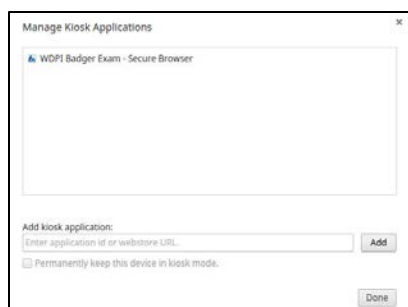 Manage Kiosk Applications
WDPI Badger Exam - Secure Browser
Add kiosk application:
Enter application id or webstore URL.
Add
Permanently keep this device in kiosk mode.
Done